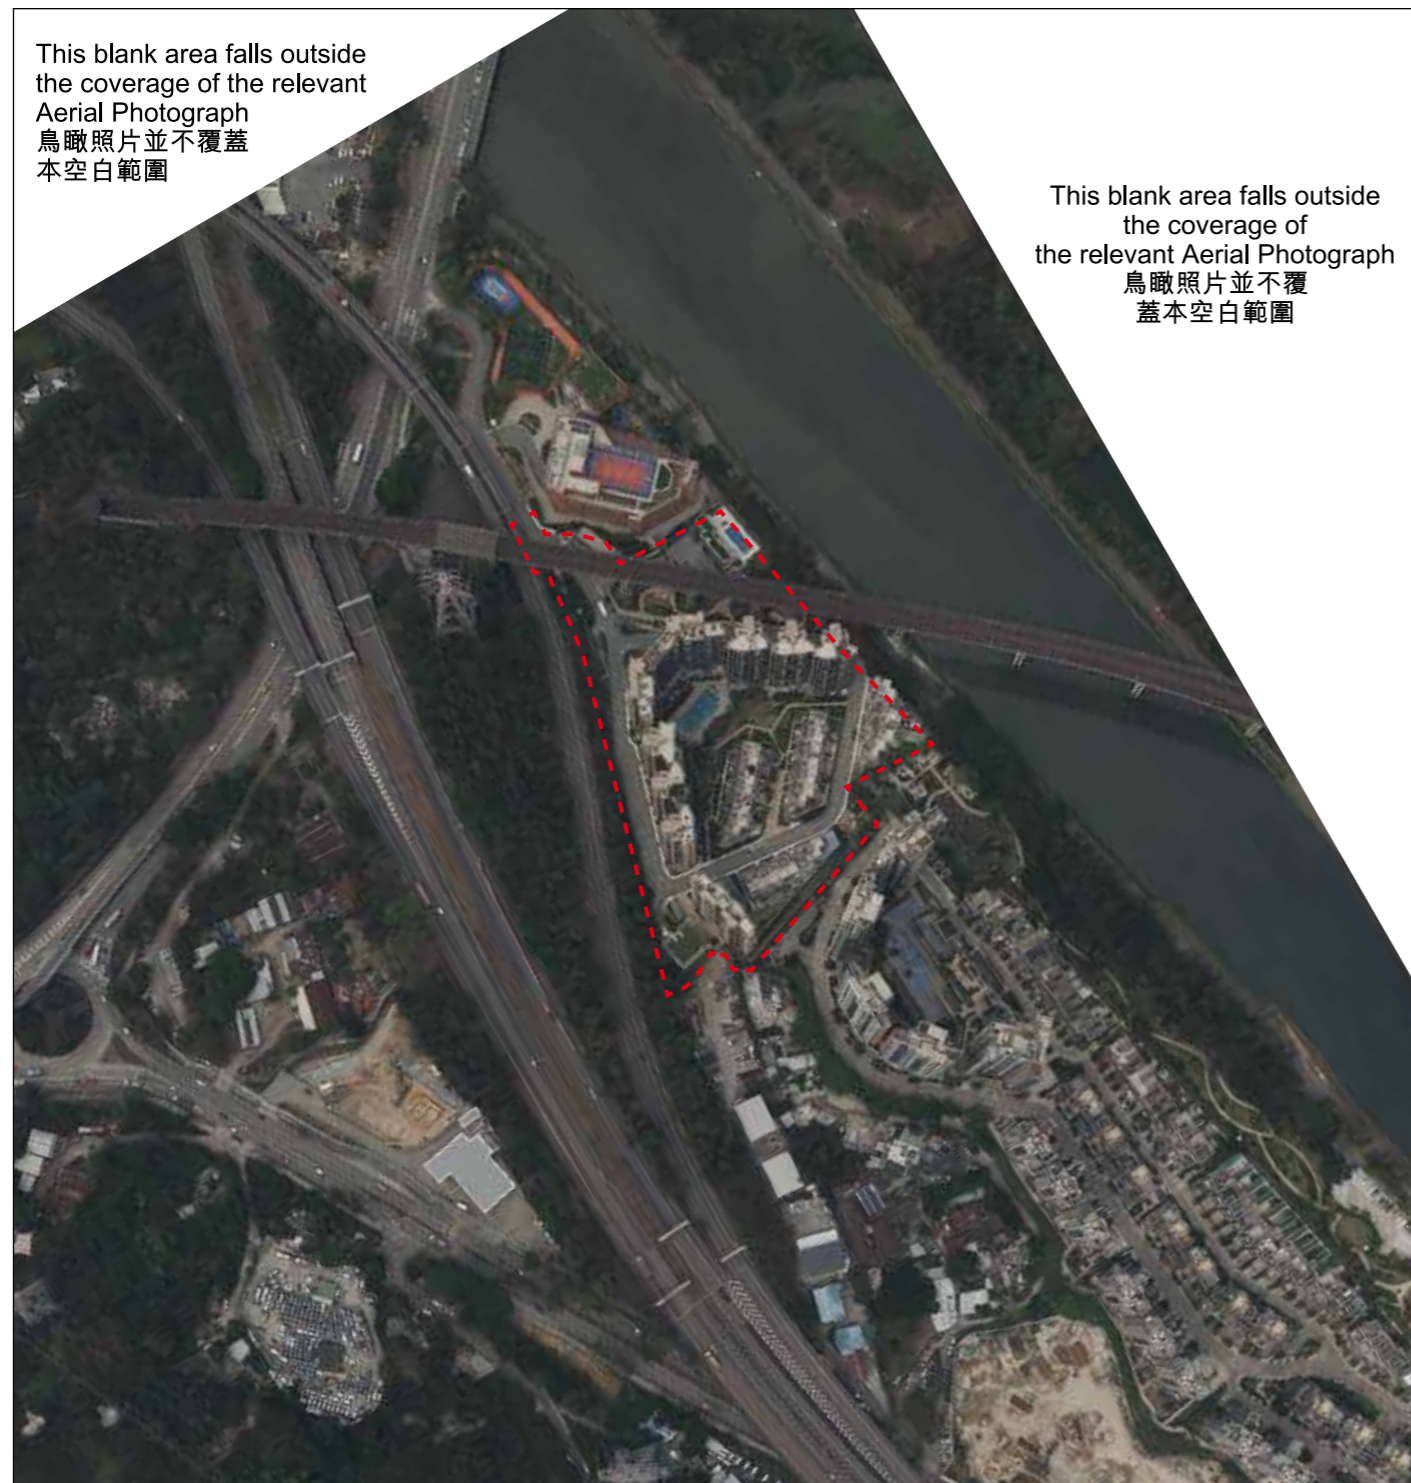 This blank area falls outside
the coverage of the relevant
Aerial Photograph
鳥瞰照片並不覆蓋
本空白範圍
This blank area falls outside
the coverage of
the relevant Aerial Photograph
鳥瞰照片並不覆
蓋本空白範圍